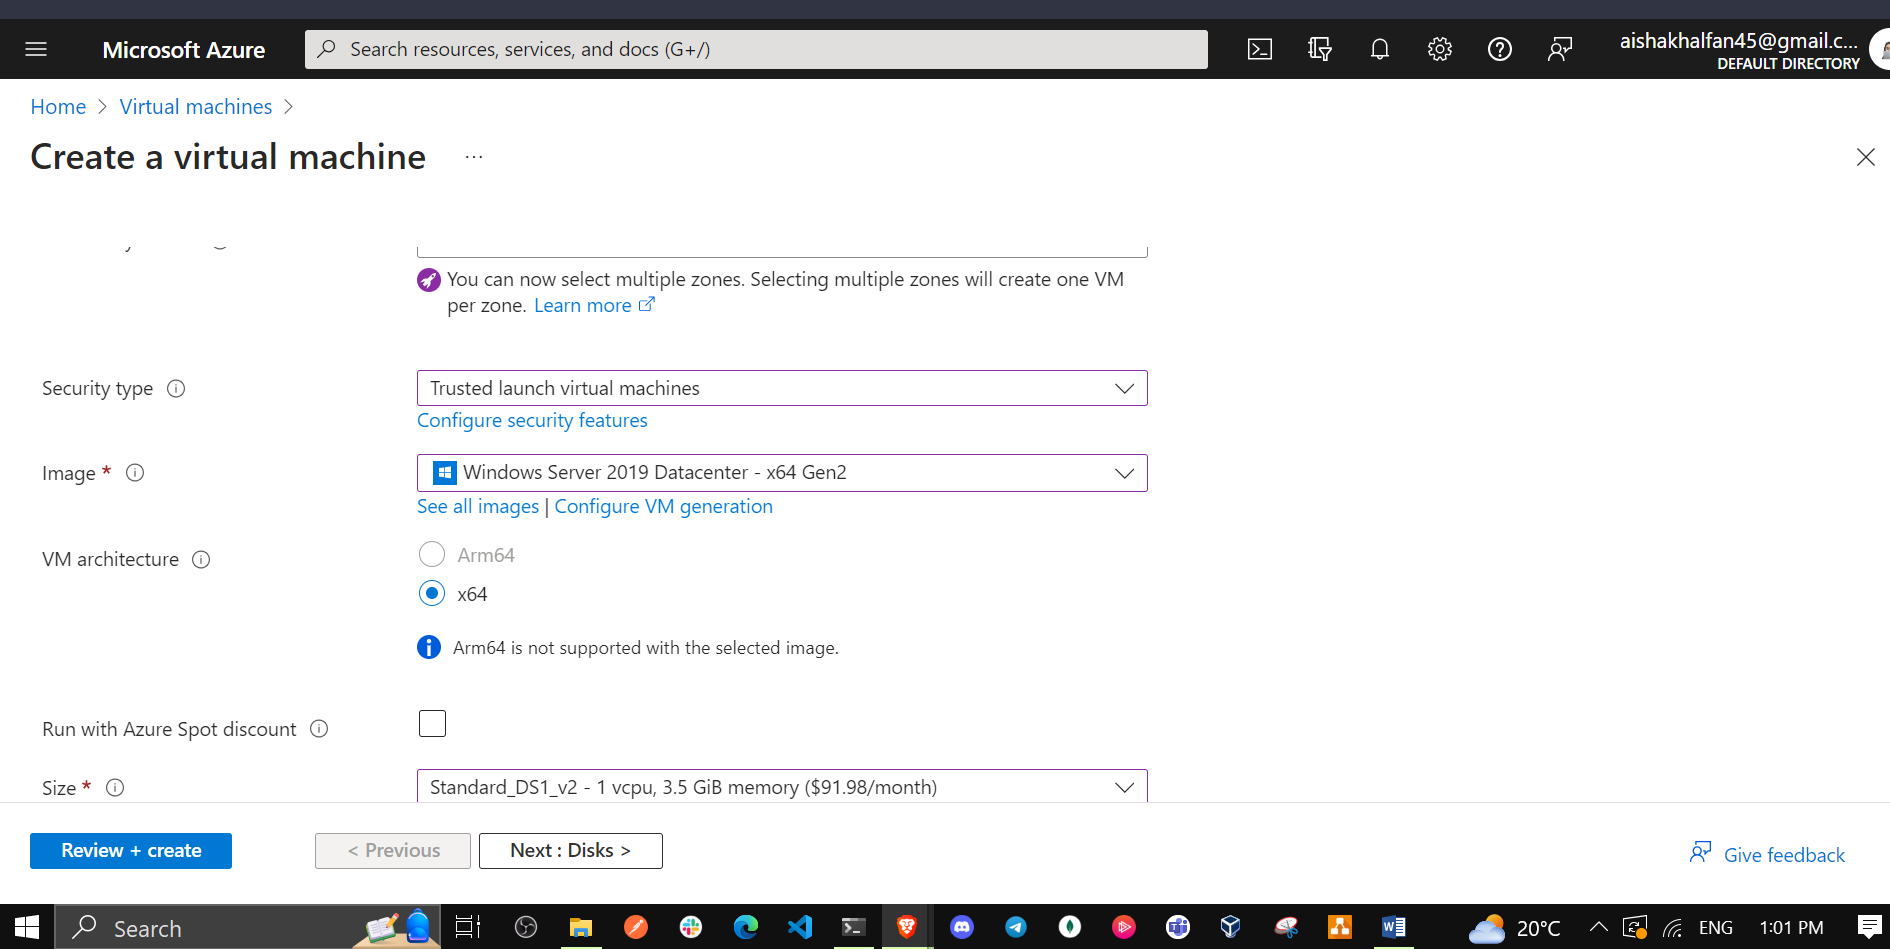 Microsoft Azure
Search resources, services, and docs (G+/)
aishakhalfan45@gmail.c...
DEFAULT DIRECTORY
Home > Virtual machines >
Create a virtual machine ...
You can now select multiple zones. Selecting multiple zones will create one VM
per zone. Learn more
Security type
Trusted launch virtual machines
Configure security features
Image *
Windows Server 2019 Datacenter - x64 Gen2
See all images | Configure VM generation
VM architecture
Arm64
x64
Arm64 is not supported with the selected image.
Run with Azure Spot discount
Size *
Standard_DS1_v2 - 1 vcpu, 3.5 GiB memory ($91.98/month)
Review + create
< Previous
Next : Disks >
Give feedback
Search
20°C
ENG
1:01 PM